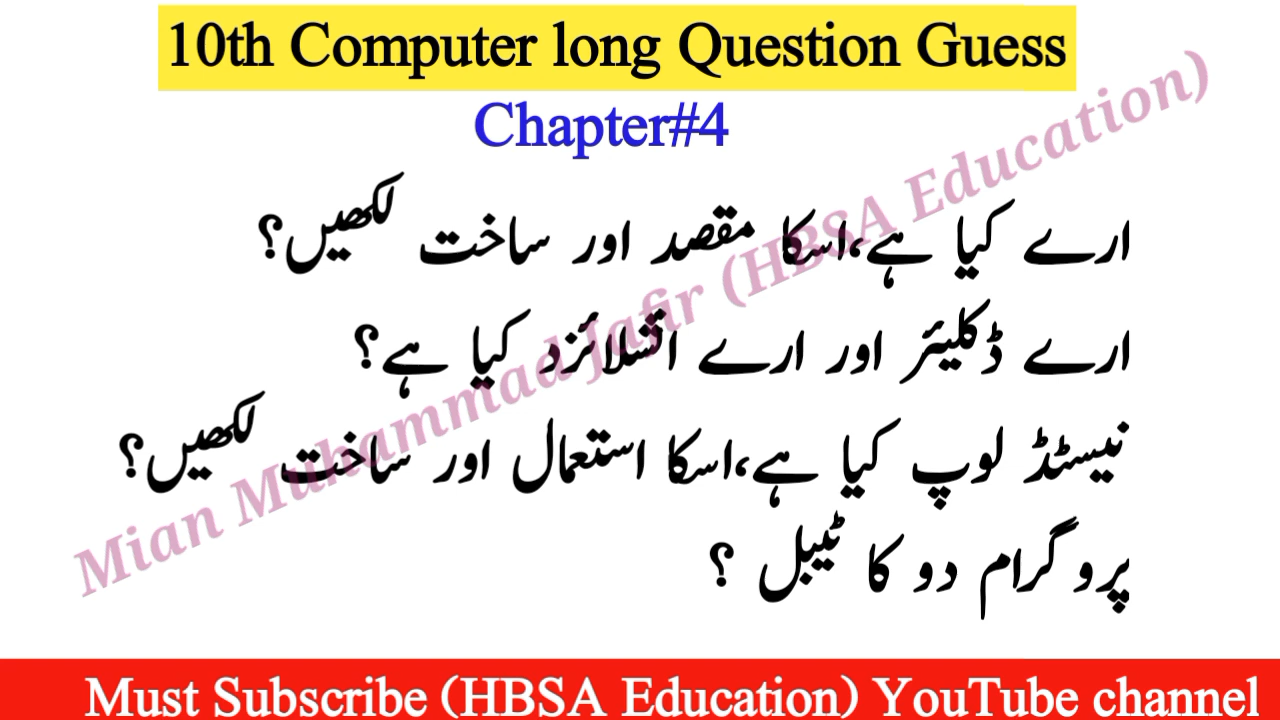 10th Computer long Question Guess
Chapter#4
ارے کیا ہے،اسکا مقصد اور ساخت لکھیں؟
ارے ڈکلیئر اور ارے انشلائزد کیا ہے؟
نیسٹڈ لوپ کیا ہے،اسکا استعمال اور ساخت لکھیں؟
پروگرام دو کا ٹیبل ؟
Mian Muhammad Jafir (HBSA Education)
Must Subscribe (HBSA Education) YouTube channel